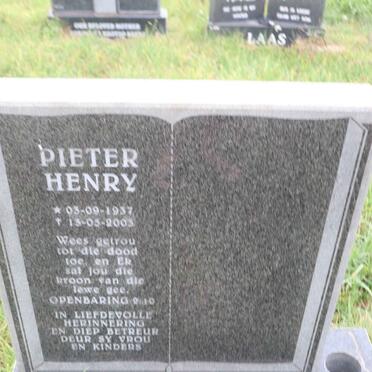 LAAS
PIETER
HENRY
★ 03-09-1937
✝ 13-05-2003
Wees getrou
tot die dood
toe, en Ek
sal jou die
kroon van die
lewe gee.
OPENBARING 2:10
IN LIEFDEVOLLE
HERINNERING
EN DIEP BETREUR
DEUR SY VROU
EN KINDERS